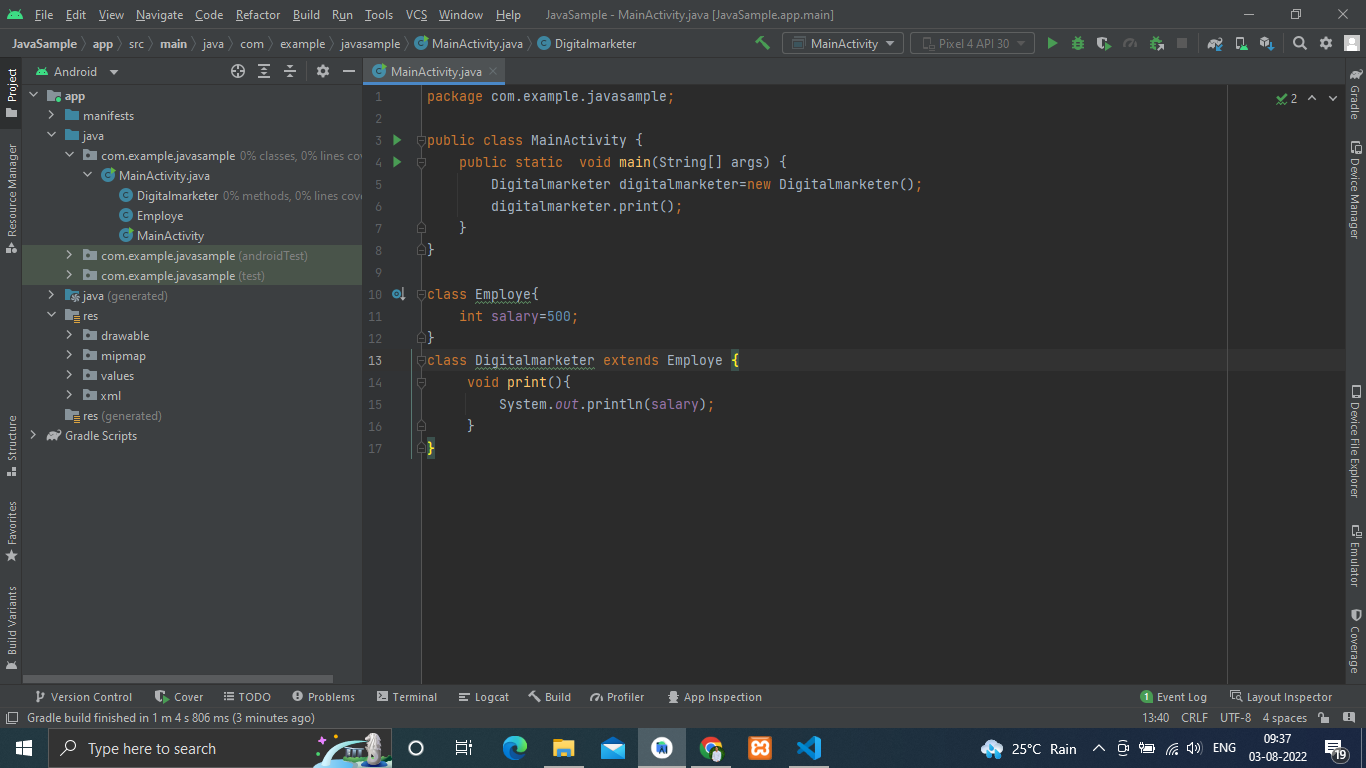 File Edit View Navigate Code Refactor Build Run Tools VCS Window Help JavaSample - MainActivity.java [JavaSample.app.main]
JavaSample app src main java com example javasample MainActivity.java Digitalmarketer MainActivity Pixel 4 API 30
Android
MainActivity.java
Project
Resource Manager
Structure
Favorites
Build Variants
app
manifests
java
com.example.javasample 0% classes, 0% lines cov
MainActivity.java
Digitalmarketer 0% methods, 0% lines cove
Employe
MainActivity
com.example.javasample (androidTest)
com.example.javasample (test)
java (generated)
res
drawable
mipmap
values
xml
res (generated)
Gradle Scripts
1 package com.example.javasample;
2
3 public class MainActivity {
4 public static  void main(String[] args) {
5 Digitalmarketer digitalmarketer=new Digitalmarketer();
6 digitalmarketer.print();
7 }
8 }
9
10 class Employe{
11 int salary=500;
12 }
13 class Digitalmarketer extends Employe {
14 void print(){
15 System.out.println(salary);
16 }
17 }
2
Gradle
Device Manager
Device File Explorer
Emulator
Coverage
Version Control Cover TODO Problems Terminal Logcat Build Profiler App Inspection 1 Event Log Layout Inspector
Gradle build finished in 1 m 4 s 806 ms (3 minutes ago) 13:40 CRLF UTF-8 4 spaces
Type here to search 25°C Rain ENG 09:37
03-08-2022 19